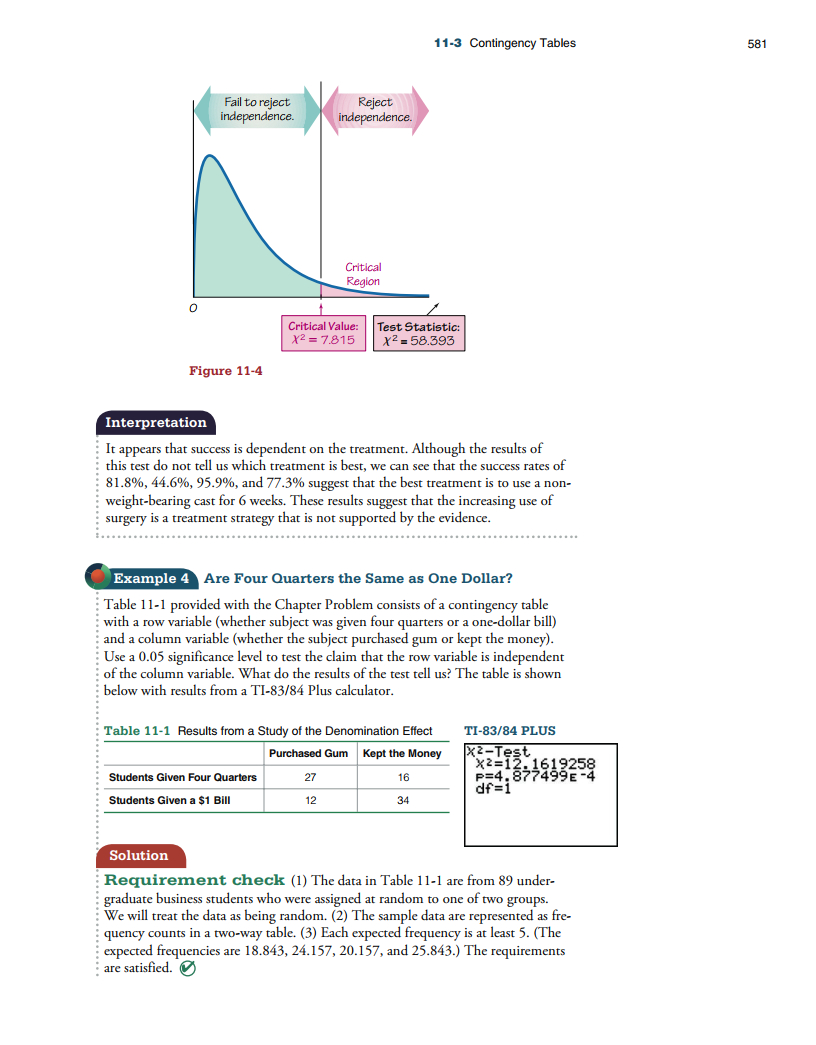 11-3 Contingency Tables 581
Fail to reject
independence.
Reject
independence.
Critical
Region
0
Critical Value:
χ² = 7.815
Test Statistic:
χ² = 58.393
Figure 11-4
Interpretation
It appears that success is dependent on the treatment. Although the results of
this test do not tell us which treatment is best, we can see that the success rates of
81.8%, 44.6%, 95.9%, and 77.3% suggest that the best treatment is to use a non-
weight-bearing cast for 6 weeks. These results suggest that the increasing use of
surgery is a treatment strategy that is not supported by the evidence.
Example 4 Are Four Quarters the Same as One Dollar?
Table 11-1 provided with the Chapter Problem consists of a contingency table
with a row variable (whether subject was given four quarters or a one-dollar bill)
and a column variable (whether the subject purchased gum or kept the money).
Use a 0.05 significance level to test the claim that the row variable is independent
of the column variable. What do the results of the test tell us? The table is shown
below with results from a TI-83/84 Plus calculator.
Table 11-1 Results from a Study of the Denomination Effect
Purchased Gum Kept the Money
Students Given Four Quarters 27 16
Students Given a $1 Bill 12 34
TI-83/84 PLUS
χ²-Test
χ²=12.1619258
P=4.877499E-4
df=1
Solution
Requirement check (1) The data in Table 11-1 are from 89 under-
graduate business students who were assigned at random to one of two groups.
We will treat the data as being random. (2) The sample data are represented as fre-
quency counts in a two-way table. (3) Each expected frequency is at least 5. (The
expected frequencies are 18.843, 24.157, 20.157, and 25.843.) The requirements
are satisfied.